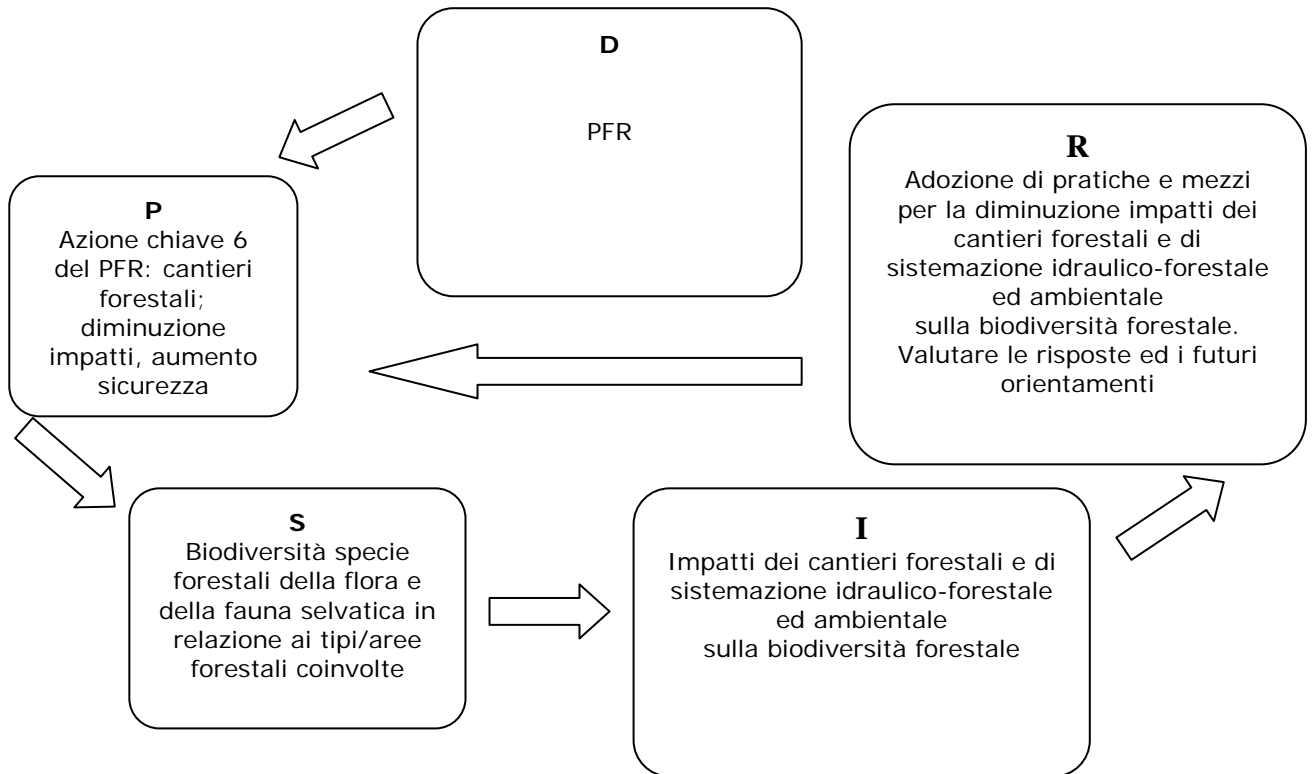 D
PFR
P
Azione chiave 6
del PFR: cantieri
forestali;
diminuzione
impatti, aumento
sicurezza
R
Adozione di pratiche e mezzi
per la diminuzione impatti dei
cantieri forestali e di
sistemazione idraulico-forestale
ed ambientale
sulla biodiversità forestale.
Valutare le risposte ed i futuri
orientamenti
S
Biodiversità specie
forestali della flora e
della fauna selvatica in
relazione ai tipi/aree
forestali coinvolte
I
Impatti dei cantieri forestali e di
sistemazione idraulico-forestale
ed ambientale
sulla biodiversità forestale